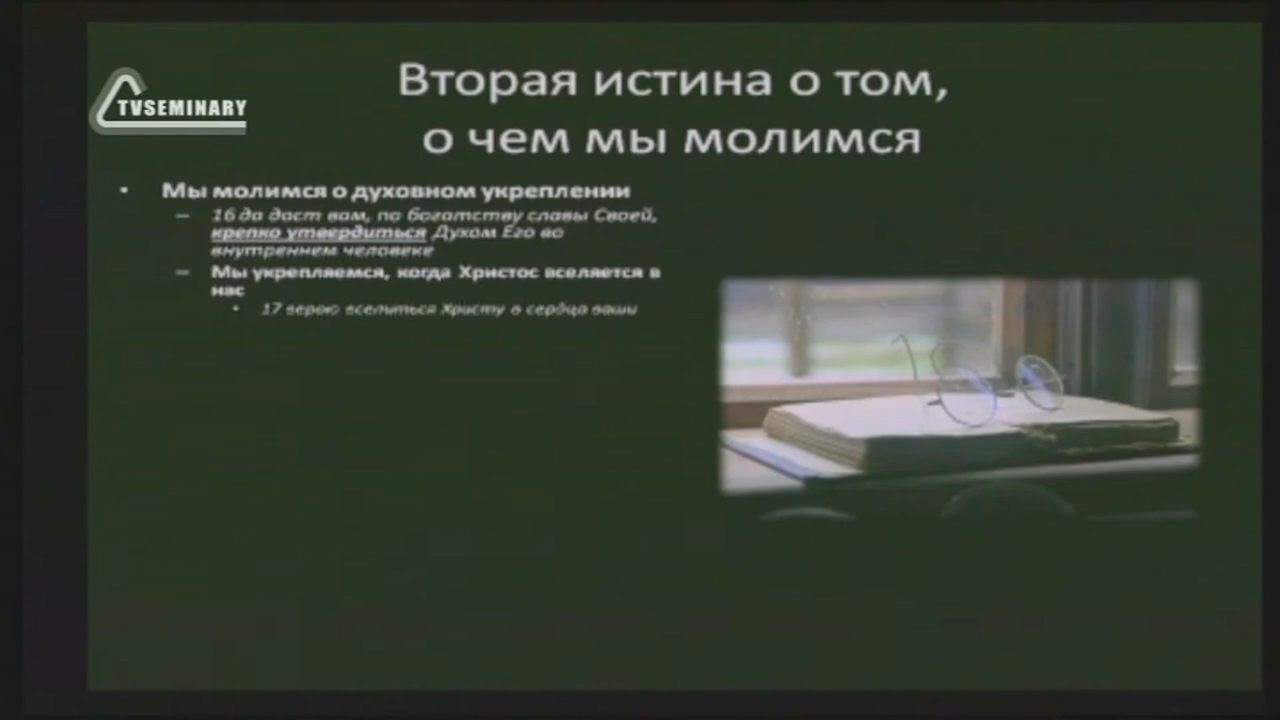 TVSEMINARY
Вторая истина о том,
о чем мы молимся
• Мы молимся о духовном укреплении
– 16 да даст вам, по богатству славы Своей,
крепко утвердиться Духом Его во
внутреннем человеке
– Мы укрепляемся, когда Христос вселяется в
нас
• 17 верою вселиться Христу в сердца ваши